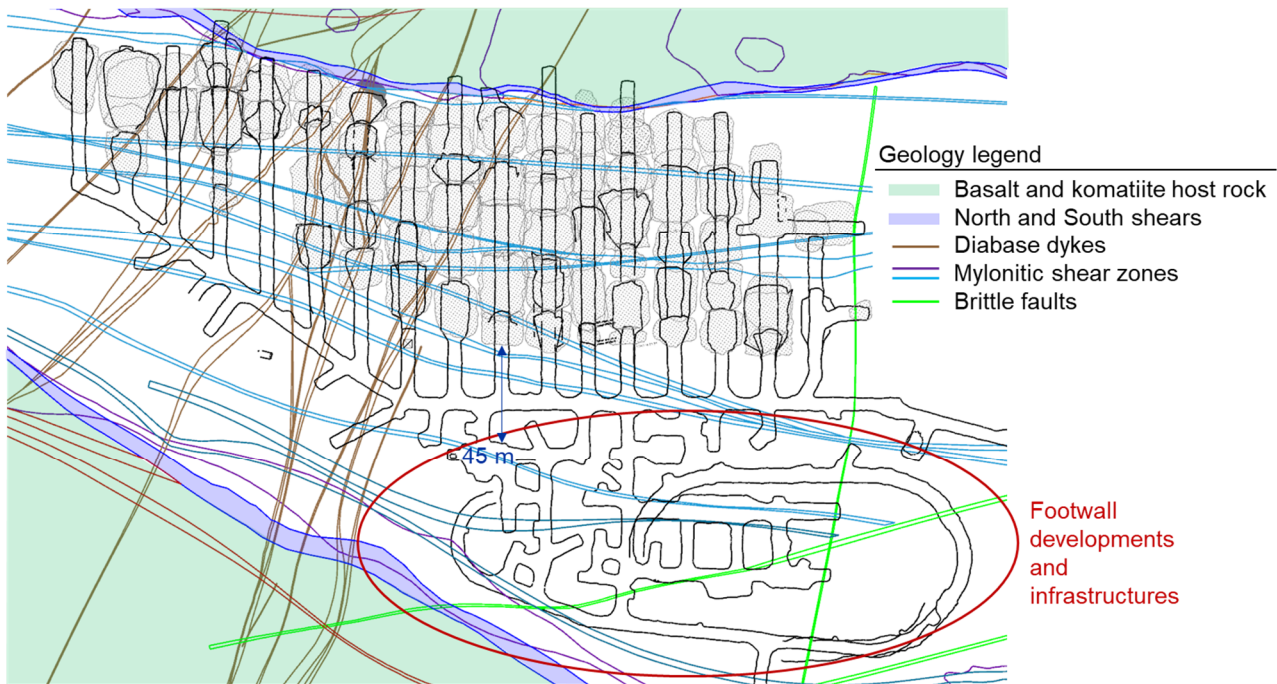 Geology legend
Basalt and komatiite host rock
North and South shears
Diabase dykes
Mylonitic shear zones
Brittle faults
45 m
Footwall
developments
and
infrastructures